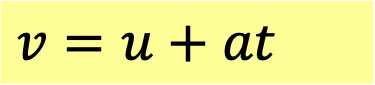 v = u + at